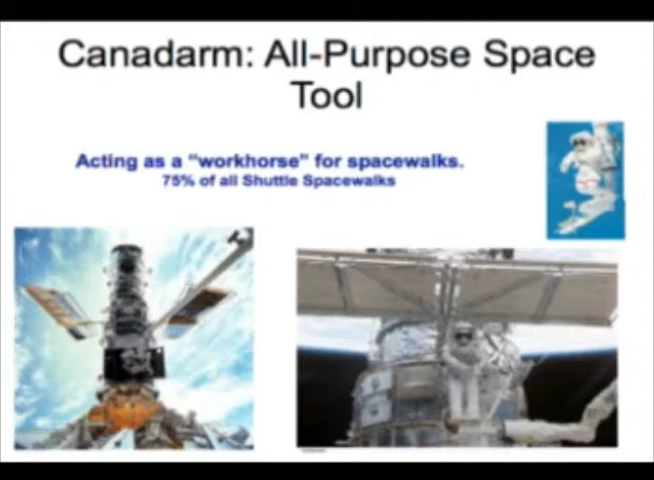 Canadarm: All-Purpose Space
Tool
Acting as a "workhorse" for spacewalks.
75% of all Shuttle Spacewalks